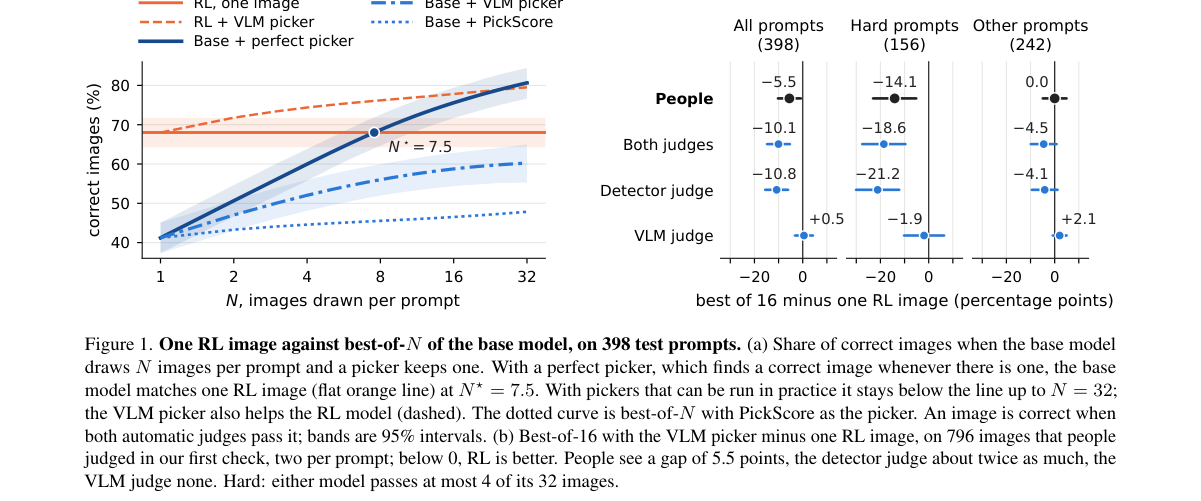 RL, one image
Base + VLM picker
RL + VLM picker
Base + PickScore
Base + perfect picker
All prompts
(398)
Hard prompts
(156)
Other prompts
(242)
correct images (%)
80
70
60
50
40
N⋆ = 7.5
1
2
4
8
16
32
N, images drawn per prompt
People
−5.5
−14.1
0.0
Both judges
−10.1
−18.6
−4.5
Detector judge
−10.8
−21.2
−4.1
VLM judge
+0.5
−1.9
+2.1
−20
0
−20
0
−20
0
best of 16 minus one RL image (percentage points)
Figure 1. One RL image against best-of-N of the base model, on 398 test prompts. (a) Share of correct images when the base model
draws N images per prompt and a picker keeps one. With a perfect picker, which finds a correct image whenever there is one, the base
model matches one RL image (flat orange line) at N⋆ = 7.5. With pickers that can be run in practice it stays below the line up to N = 32;
the VLM picker also helps the RL model (dashed). The dotted curve is best-of-N with PickScore as the picker. An image is correct when
both automatic judges pass it; bands are 95% intervals. (b) Best-of-16 with the VLM picker minus one RL image, on 796 images that people
judged in our first check, two per prompt; below 0, RL is better. People see a gap of 5.5 points, the detector judge about twice as much, the
VLM judge none. Hard: either model passes at most 4 of its 32 images.